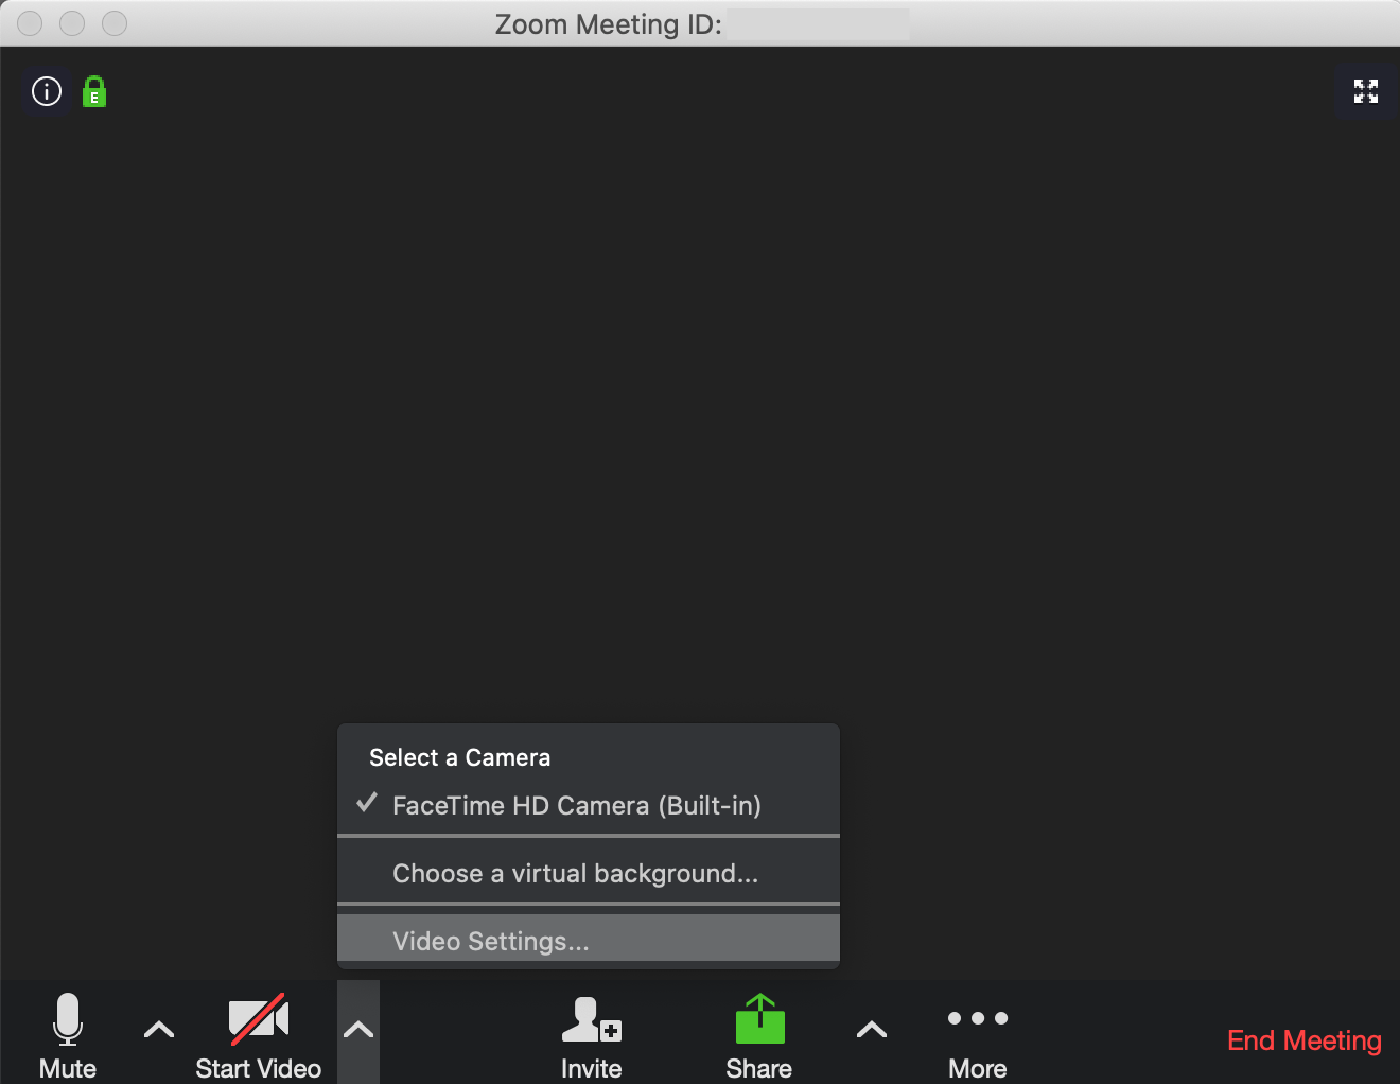 Zoom Meeting ID:
E
Select a Camera
FaceTime HD Camera (Built-in)
Choose a virtual background...
Video Settings...
Mute
Start Video
Invite
Share
More
End Meeting